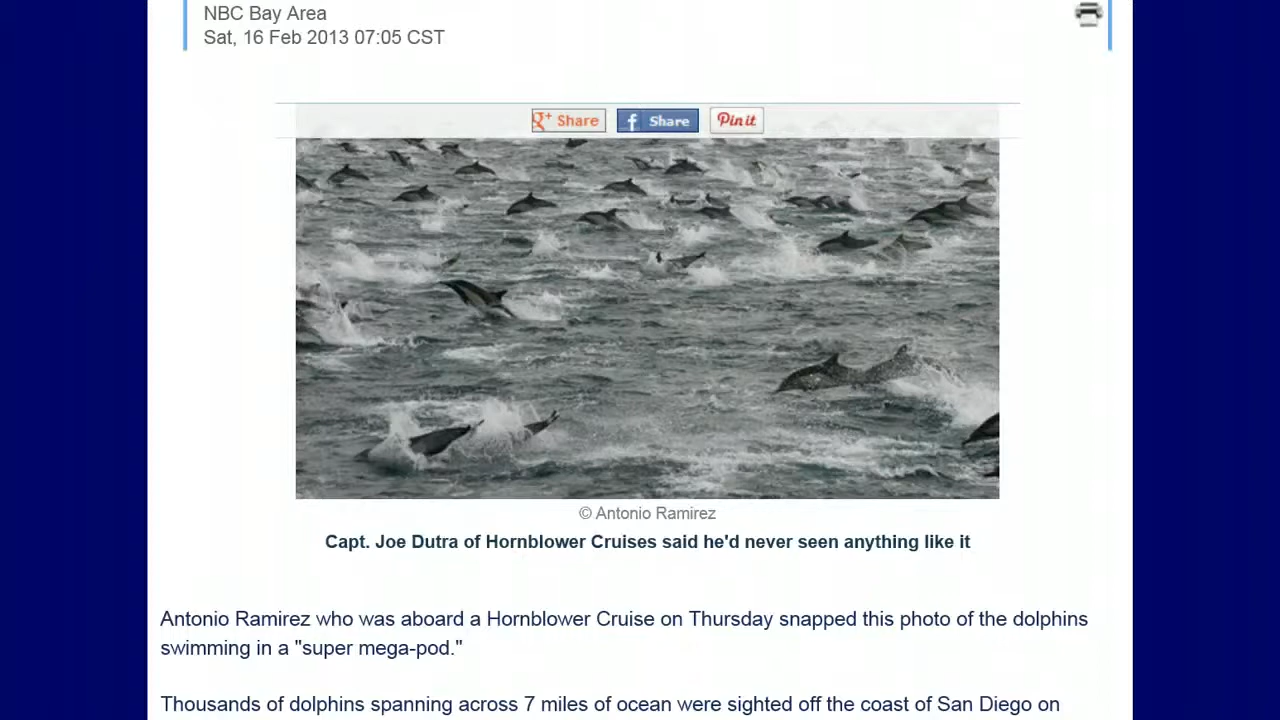 NBC Bay Area
Sat, 16 Feb 2013 07:05 CST
g+ Share f Share Pin it
© Antonio Ramirez
Capt. Joe Dutra of Hornblower Cruises said he'd never seen anything like it
Antonio Ramirez who was aboard a Hornblower Cruise on Thursday snapped this photo of the dolphins
swimming in a "super mega-pod."
Thousands of dolphins spanning across 7 miles of ocean were sighted off the coast of San Diego on